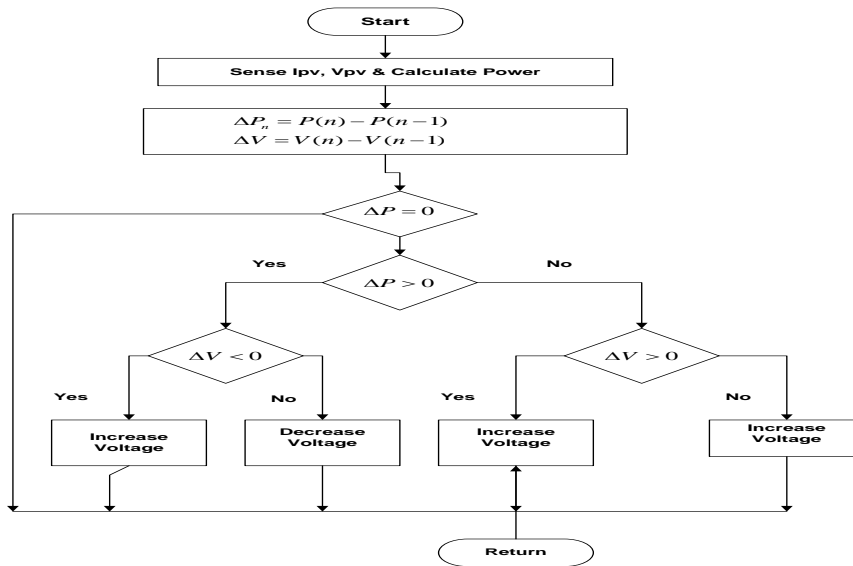 Start
Sense Ipv, Vpv & Calculate Power
ΔPₙ = P(n) − P(n−1)
ΔV = V(n) − V(n−1)
ΔP = 0
Yes
No
ΔP > 0
ΔV < 0
ΔV > 0
Yes
No
Yes
No
Increase
Voltage
Decrease
Voltage
Increase
Voltage
Increase
Voltage
Return